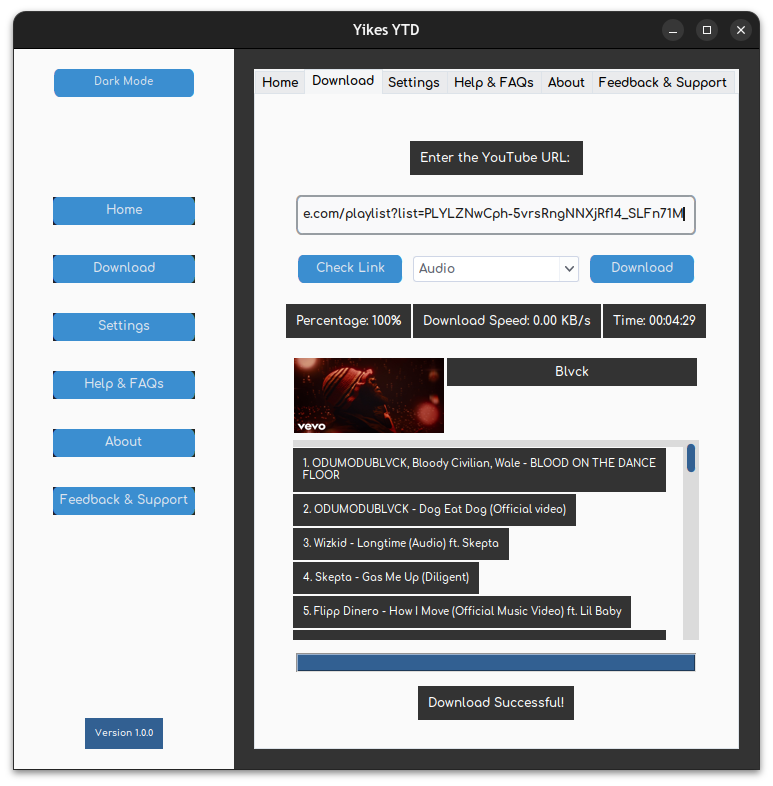 Yikes YTD
Dark Mode
Home
Download
Settings
Help & FAQs
About
Feedback & Support
Version 1.0.0
Home Download Settings Help & FAQs About Feedback & Support
Enter the YouTube URL:
e.com/playlist?list=PLYLZNwCph-5vrsRngNNXjRf14_SLFn71M
Check Link Audio Download
Percentage: 100% Download Speed: 0.00 KB/s Time: 00:04:29
vevo
Blvck
1. ODUMODUBLVCK, Bloody Civilian, Wale - BLOOD ON THE DANCE
FLOOR
2. ODUMODUBLVCK - Dog Eat Dog (Official video)
3. Wizkid - Longtime (Audio) ft. Skepta
4. Skepta - Gas Me Up (Diligent)
5. Flipp Dinero - How I Move (Official Music Video) ft. Lil Baby
Download Successful!